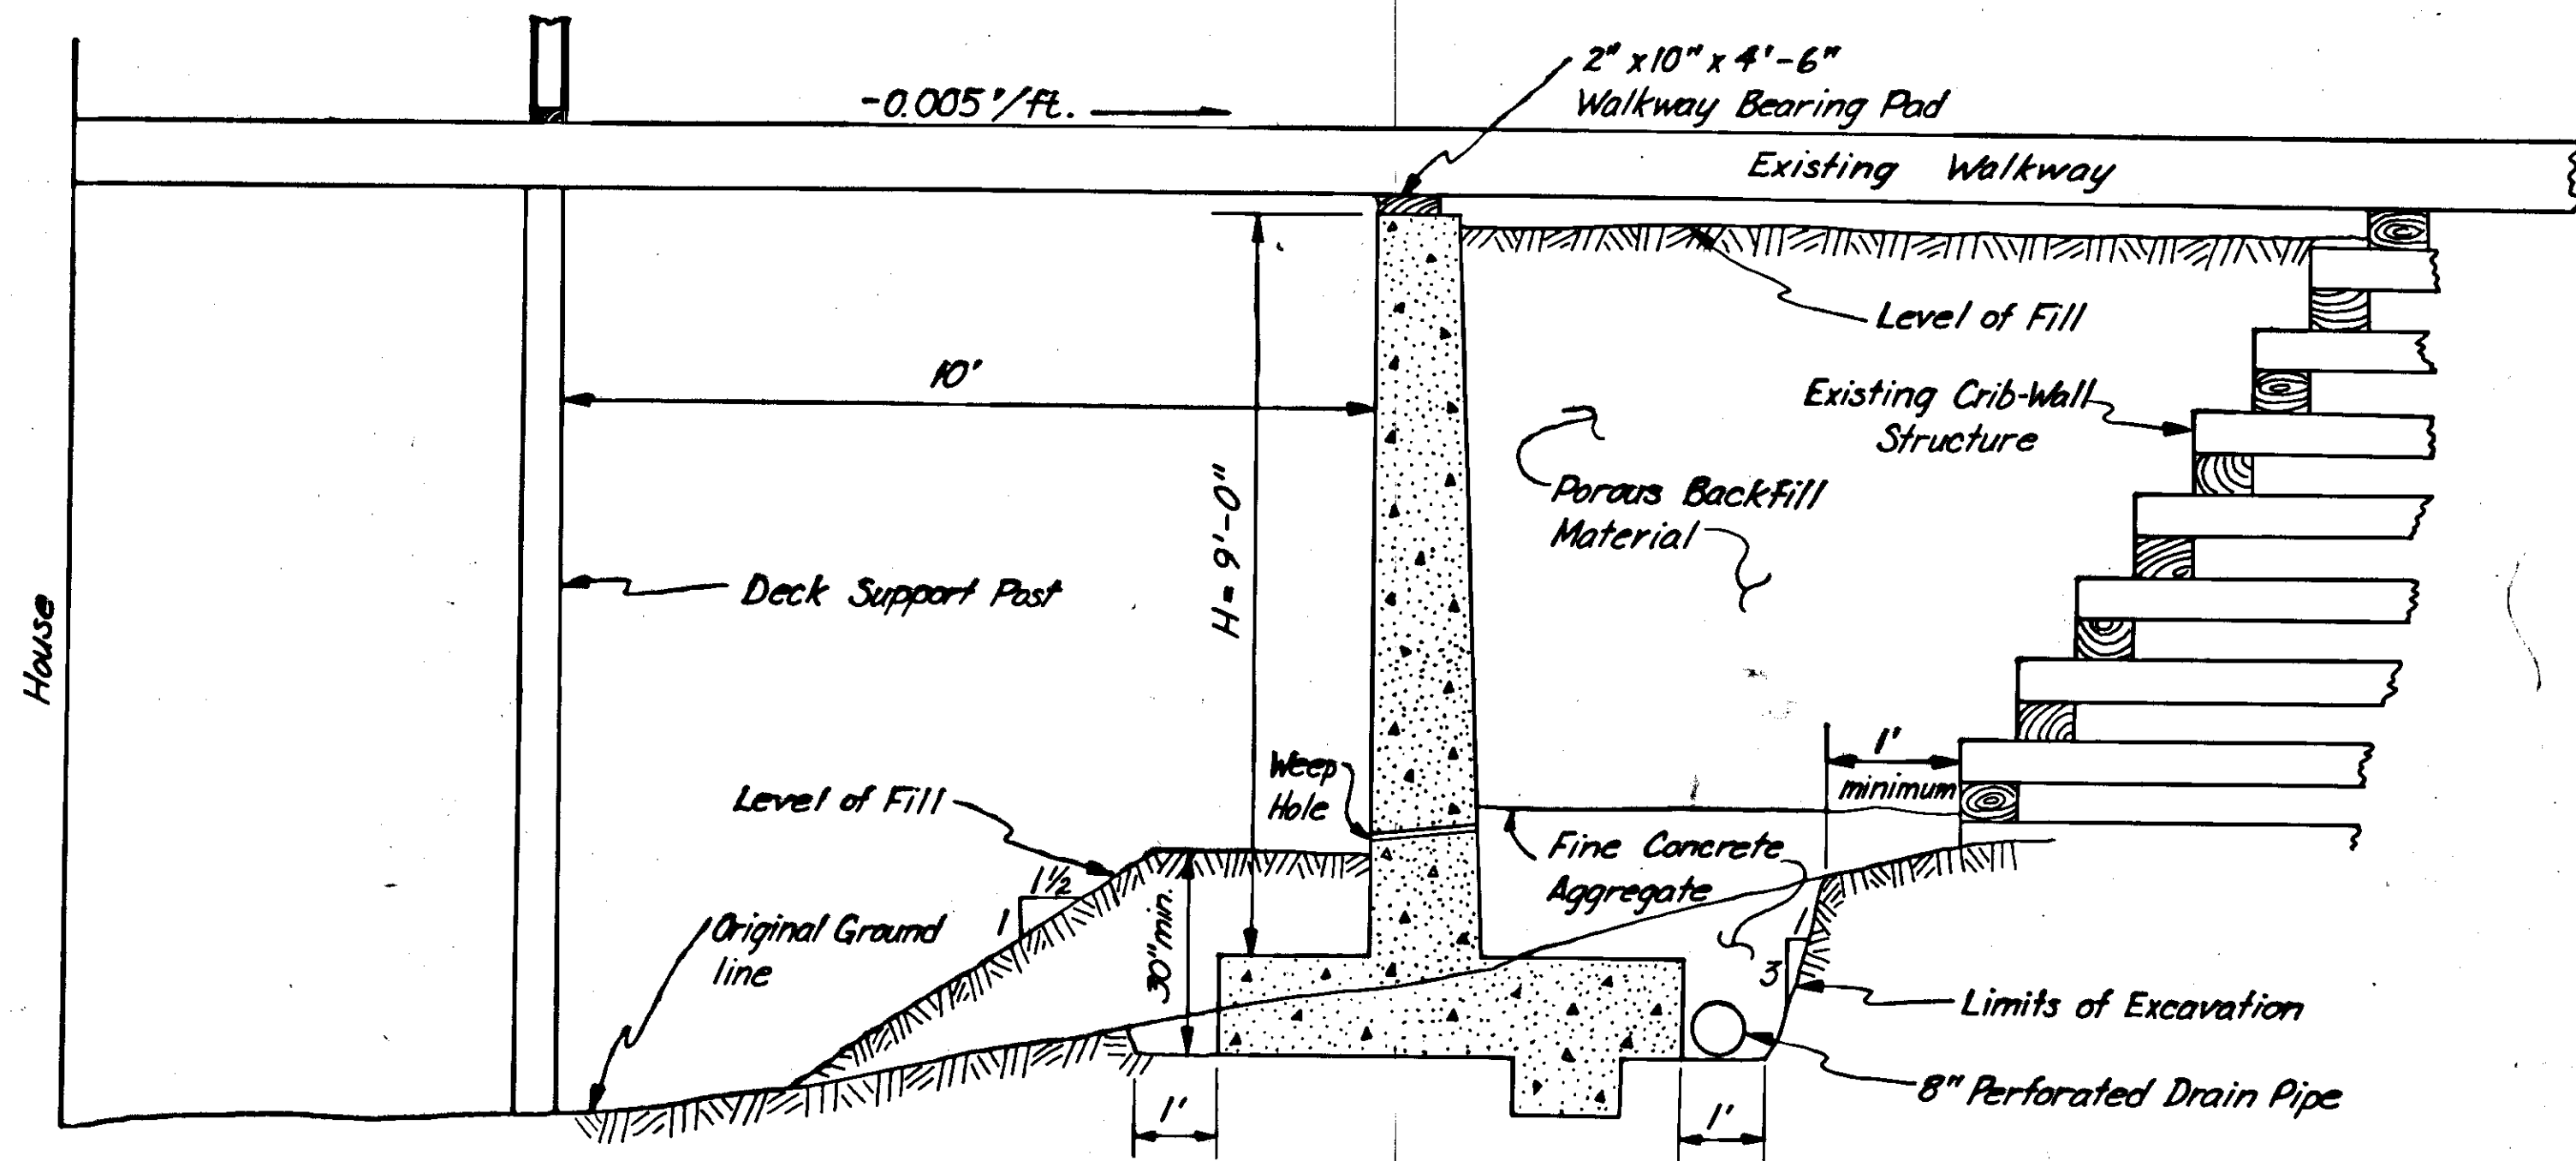 2" x 10" x 4'-6"
Walkway Bearing Pad
-0.005'/ft.
Existing Walkway
Level of Fill
10'
Existing Crib-Wall
Structure
H = 9'-0"
Porous Backfill
Material
Deck Support Post
House
1'
minimum
Weep
Hole
Level of Fill
Fine Concrete
Aggregate
1 1/2
1
30" min.
Original Ground
line
1
3
Limits of Excavation
8" Perforated Drain Pipe
1'
1'